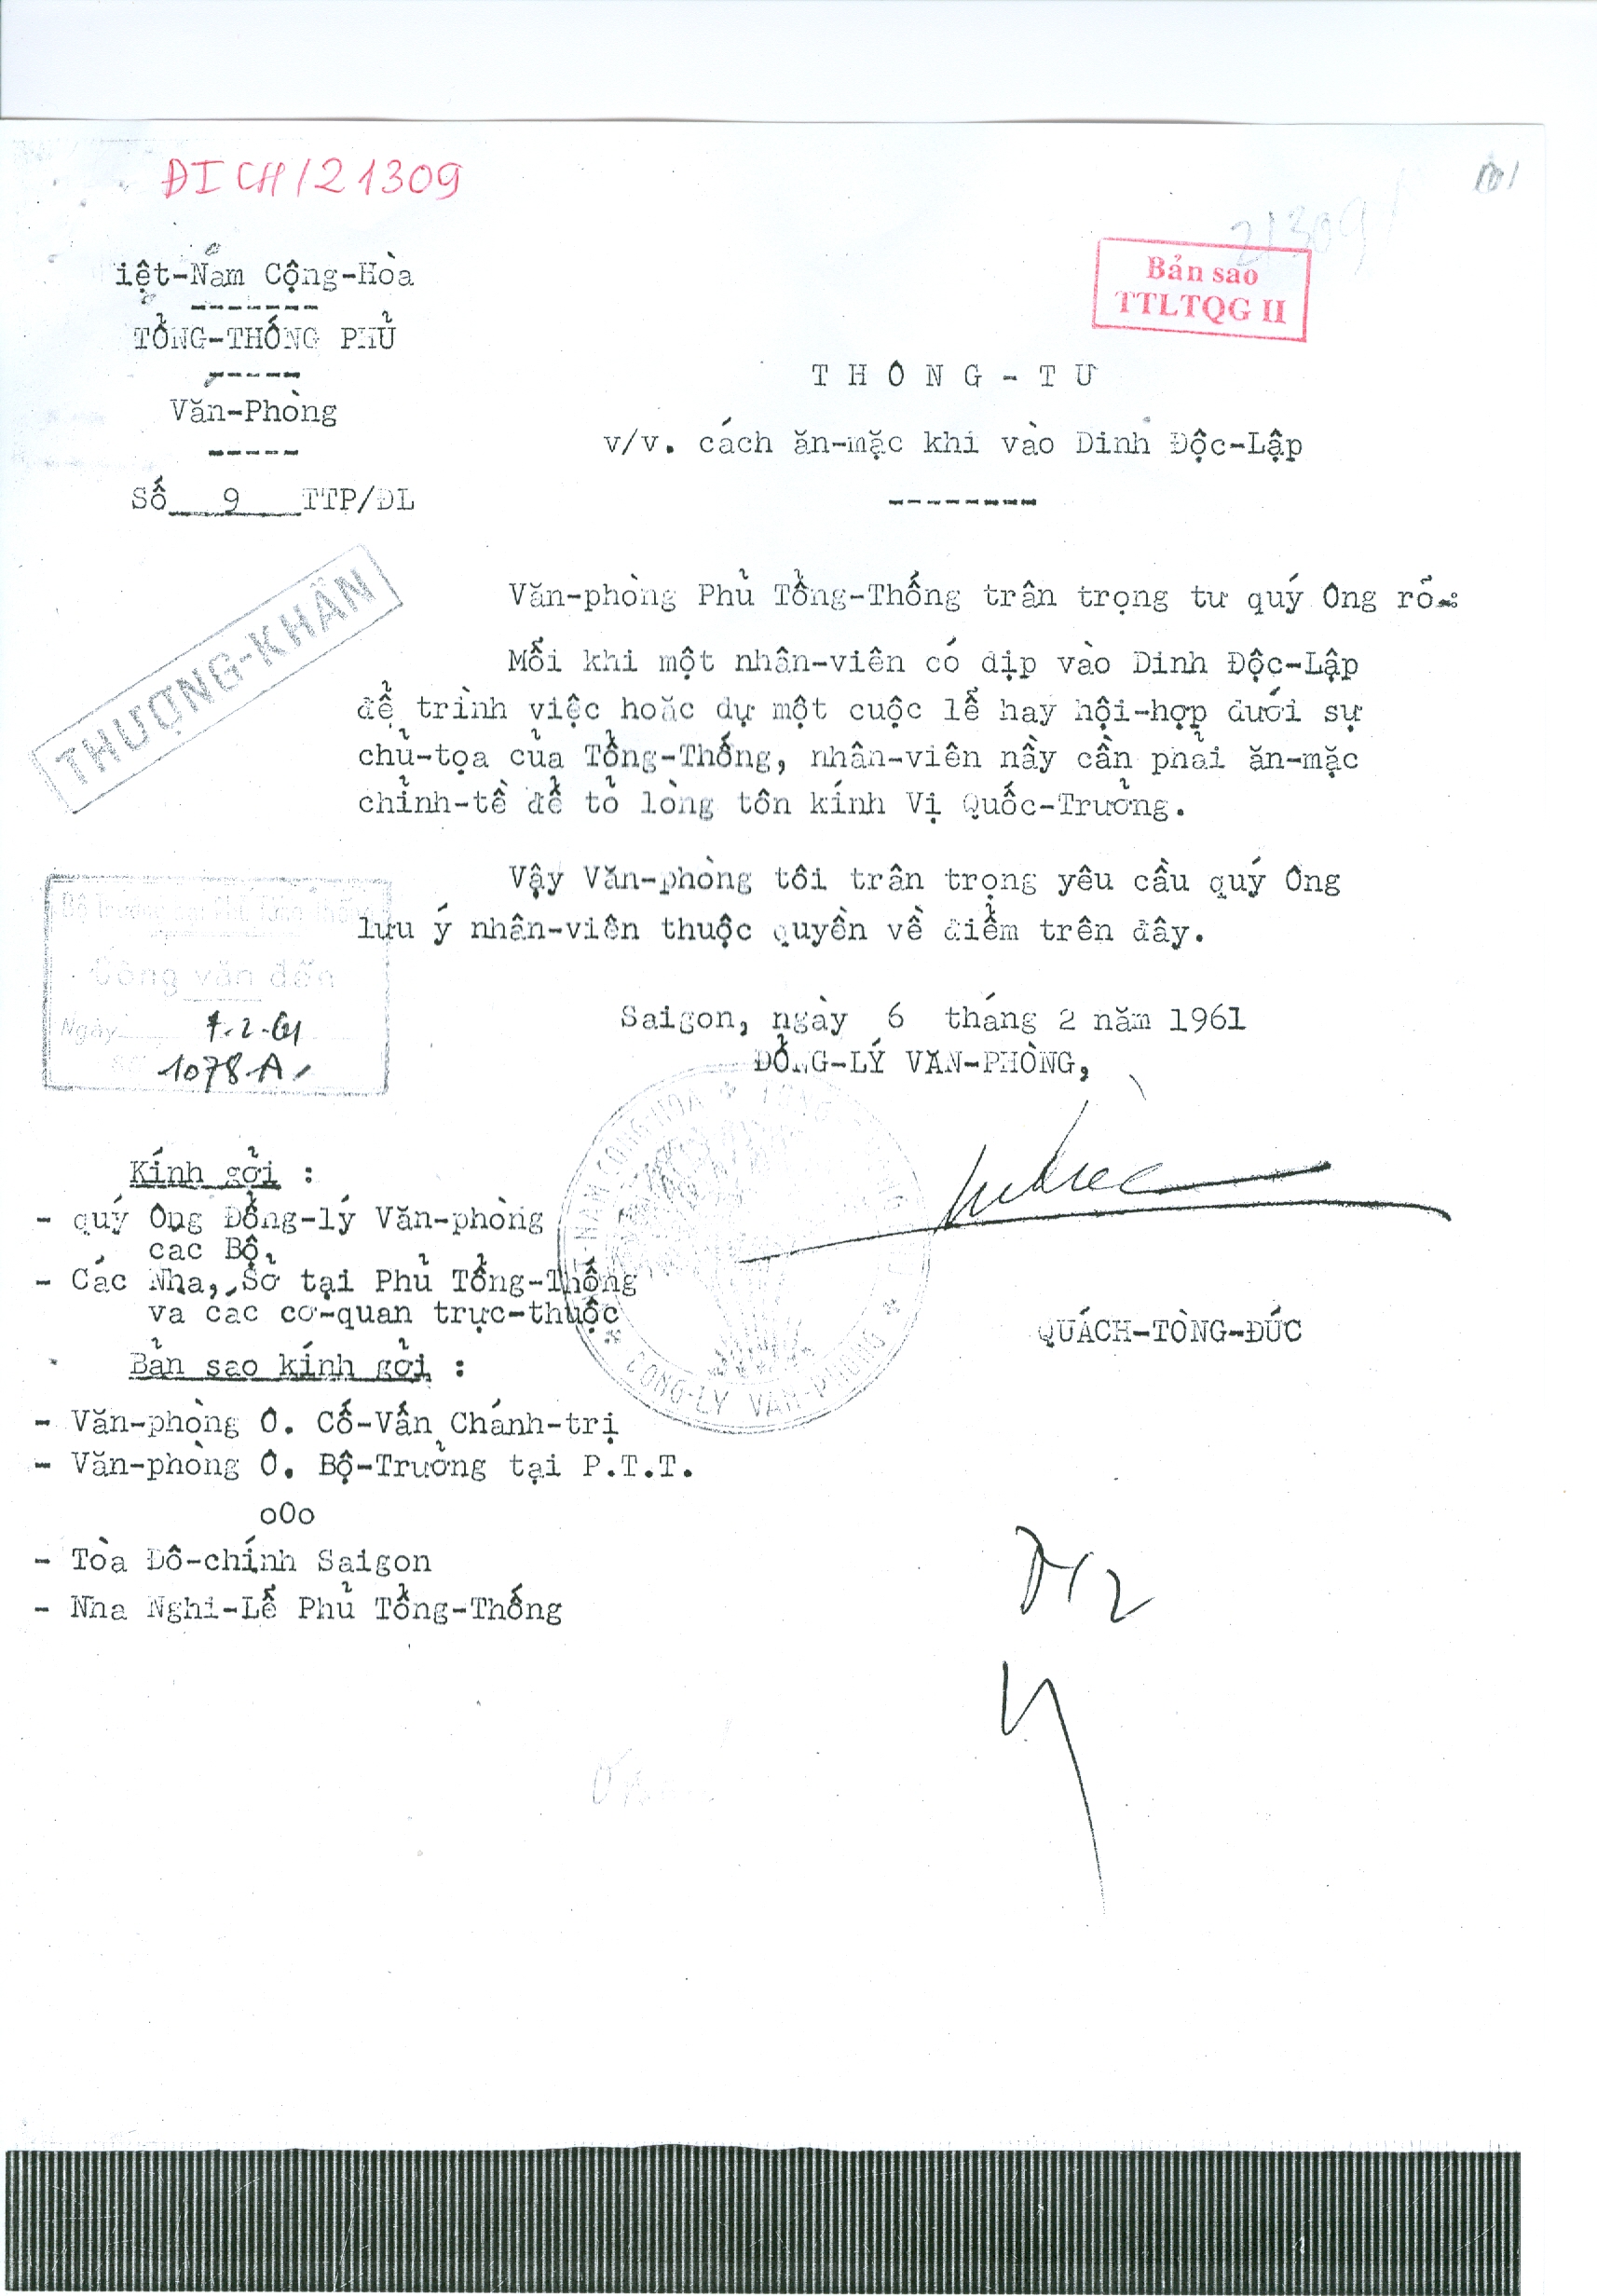 ĐICH/21309
21309
Bản sao
TTLTQG II
iệt-Nam Cộng-Hòa
-------
TỔNG-THỐNG PHỦ
-----
Văn-Phòng
-----
Số 9 TTP/ĐL
THÔNG-TƯ
v/v. cách ăn-mặc khi vào Dinh Độc-Lập
--------
THƯỢNG-KHẨN
Văn-phòng Phủ Tổng-Thống trân trọng tư quý Ông rõ :
Mỗi khi một nhân-viên có dịp vào Dinh Độc-Lập
để trình việc hoặc dự một cuộc lễ hay hội-họp dưới sự
chủ-tọa của Tổng-Thống, nhân-viên nầy cần phải ăn-mặc
chỉnh-tề để tỏ lòng tôn kính Vị Quốc-Trưởng.
Vậy Văn-phòng tôi trân trọng yêu cầu quý Ông
lưu ý nhân-viên thuộc quyền về điểm trên đây.
Bộ Trưởng tại Phủ Tổng Thống
Công văn đến
Ngày 7-2-61
Số 1078-A
Saigon, ngày 6 tháng 2 năm 1961
ĐỔNG-LÝ VĂN-PHÒNG,
QUÁCH-TÒNG-ĐỨC
Kính gởi :
- quý Ông Đổng-lý Văn-phòng
các Bộ,
- Các Nha, Sở tại Phủ Tổng-Thống
và các cơ-quan trực-thuộc
Bản sao kính gởi :
- Văn-phòng Ô. Cố-Vấn Chánh-trị
- Văn-phòng Ô. Bộ-Trưởng tại P.T.T.
oOo
- Tòa Đô-chính Saigon
- Nha Nghi-Lễ Phủ Tổng-Thống